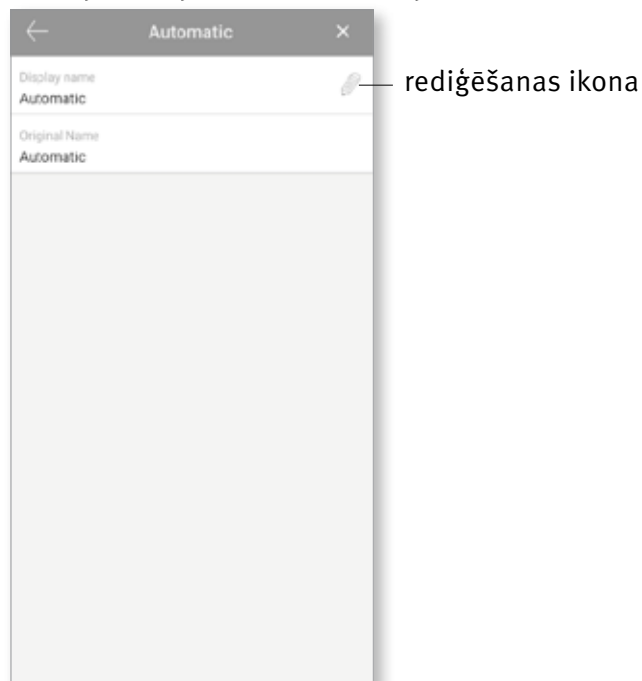 Automatic
Display name
Automatic
rediģēšanas ikona
Original Name
Automatic